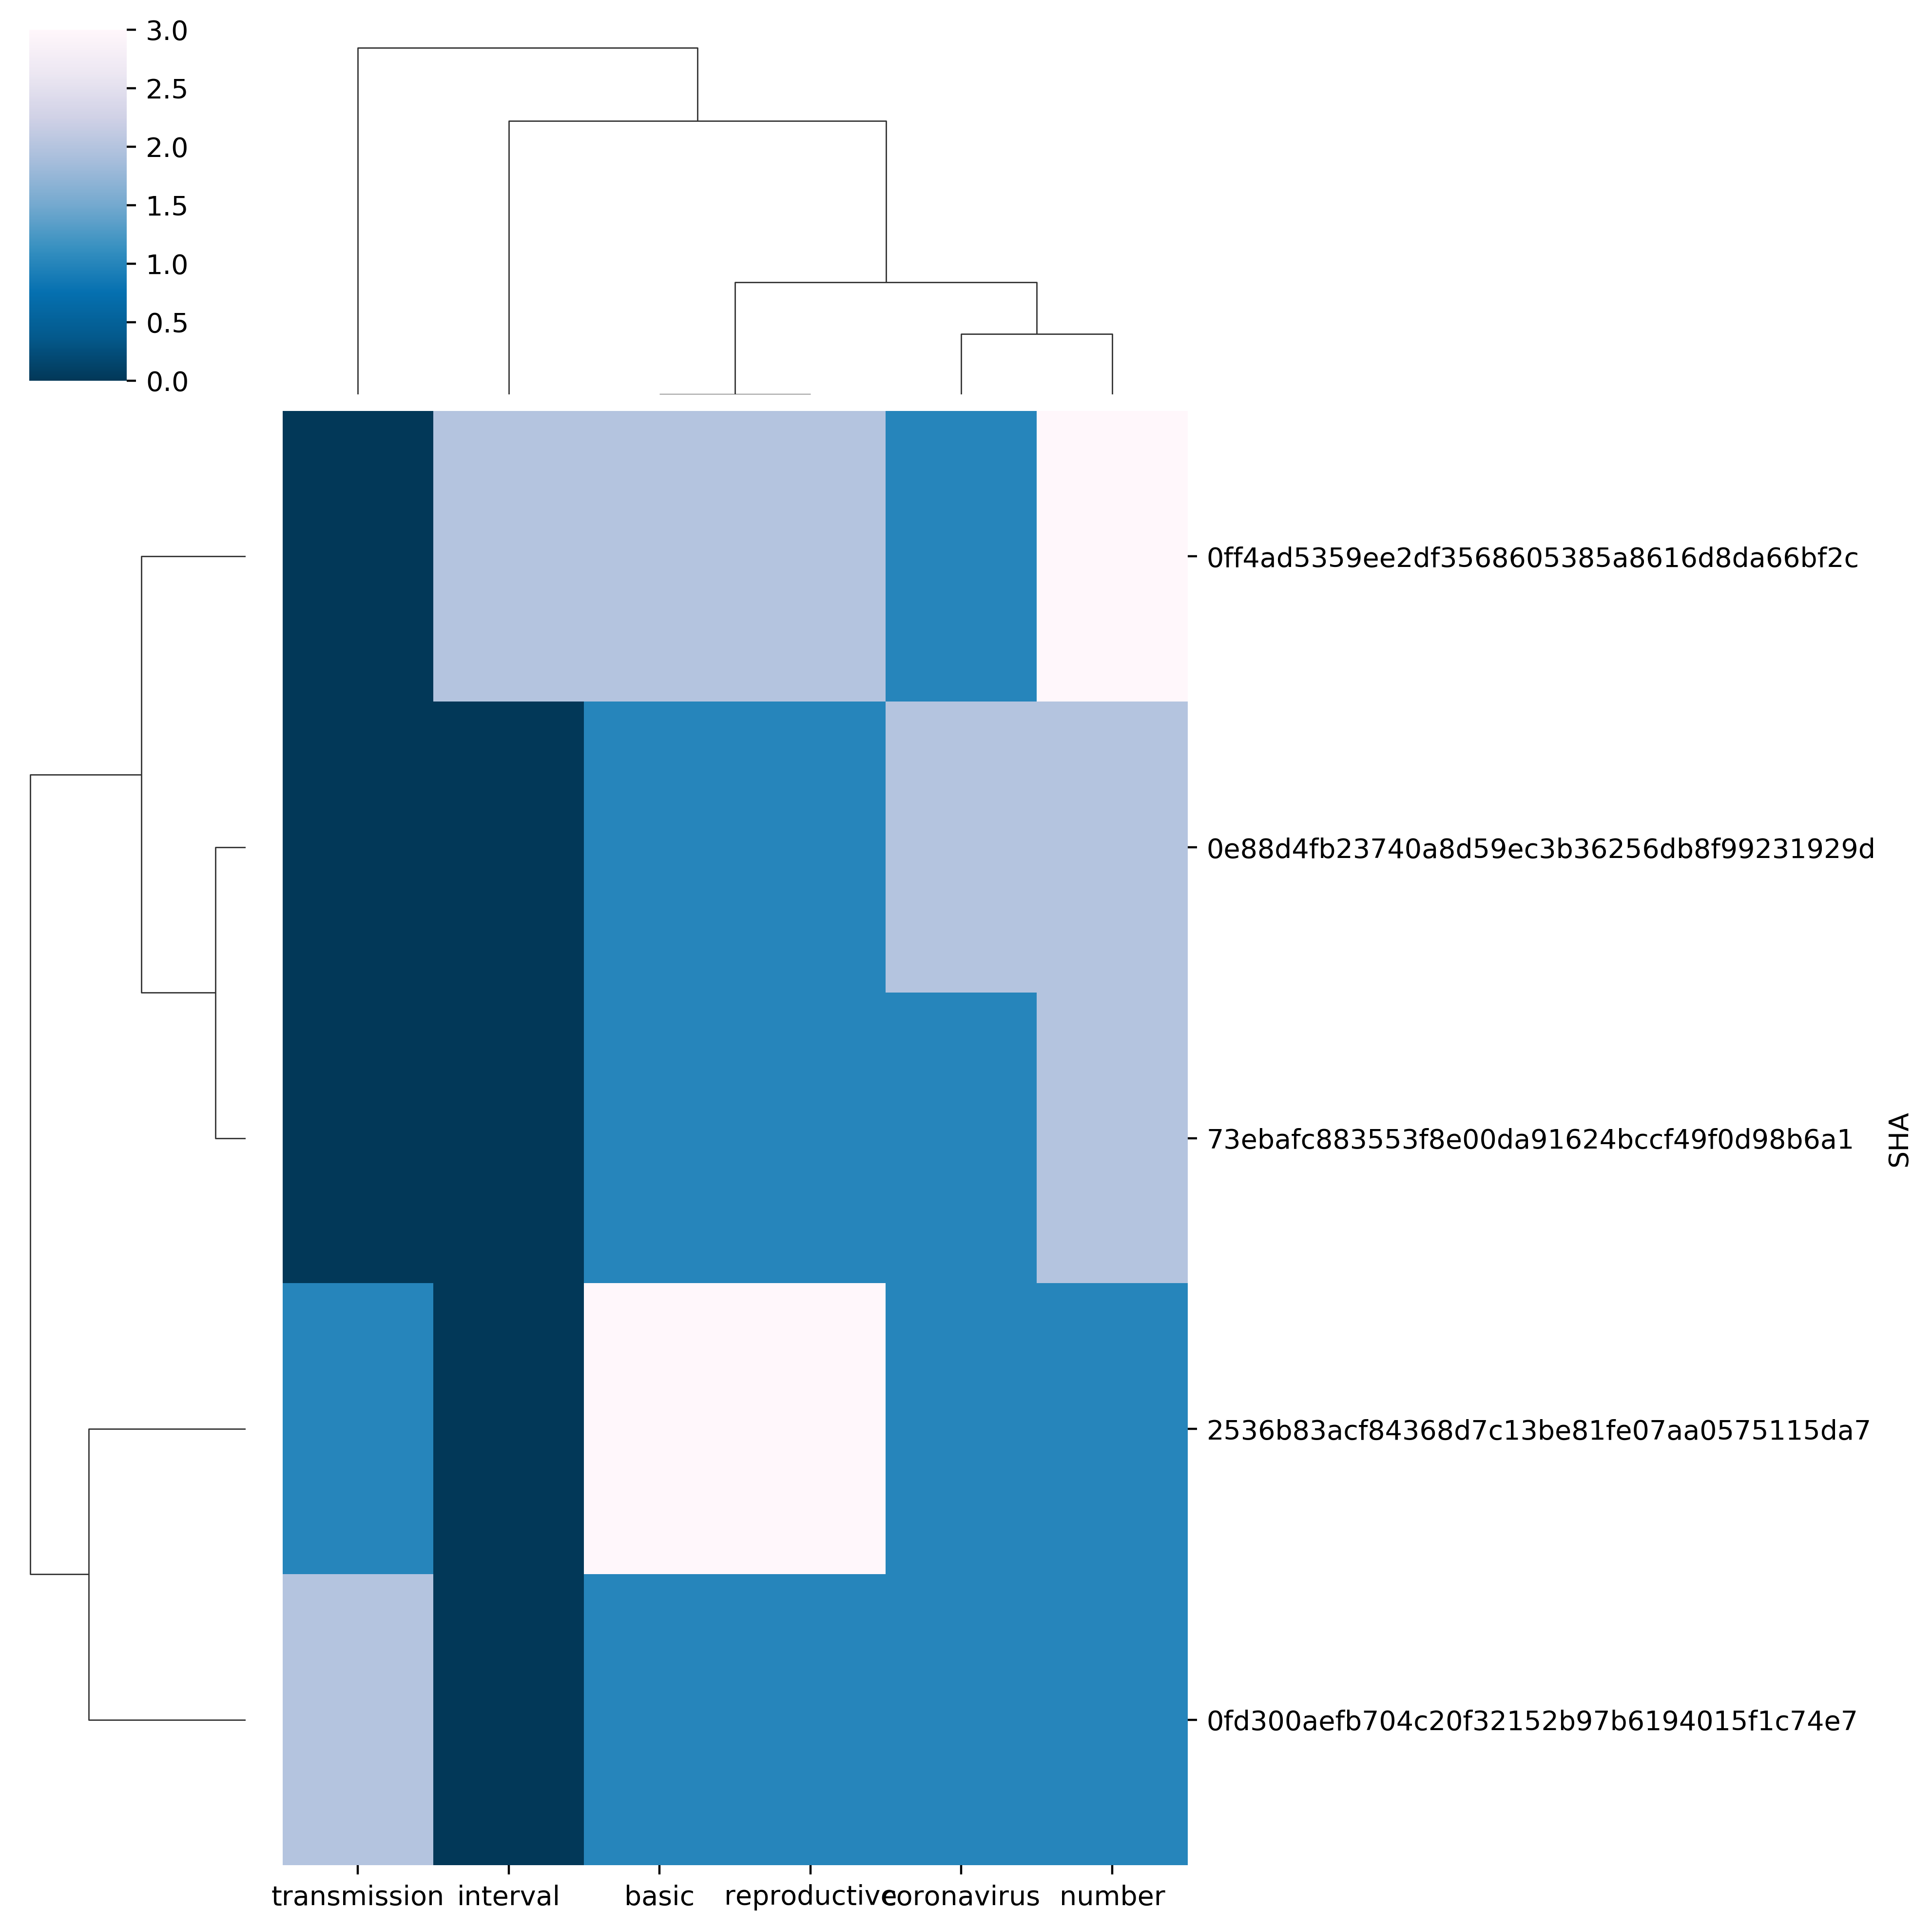 3.0
2.5
2.0
1.5
1.0
0.5
0.0
0ff4ad5359ee2df3568605385a8616d8da66bf2c
0e88d4fb23740a8d59ec3b36256db8f99231929d
73ebafc883553f8e00da91624bccf49f0d98b6a1
SHA
2536b83acf84368d7c13be81fe07aa0575115da7
0fd300aefb704c20f32152b97b6194015f1c74e7
transmission interval basic reproductive coronavirus number